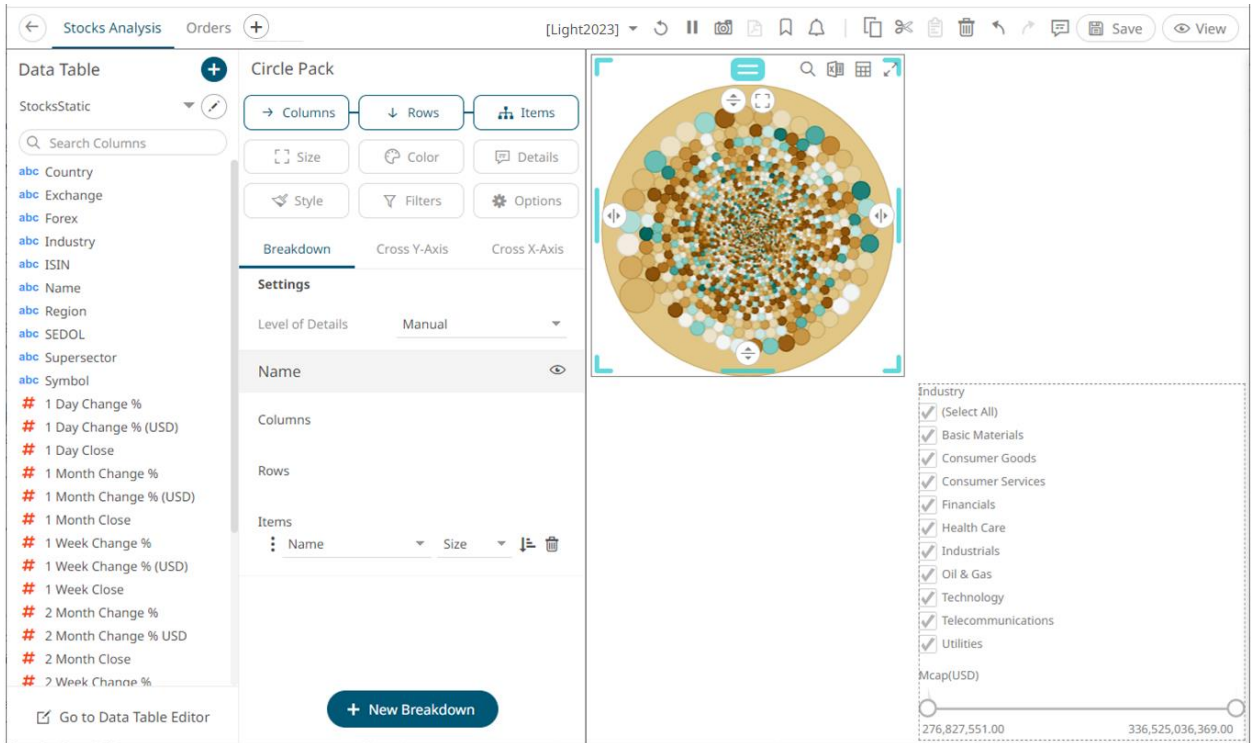 Stocks Analysis Orders
[Light2023] Save View
Data Table
StocksStatic
Search Columns
abc Country
abc Exchange
abc Forex
abc Industry
abc ISIN
abc Name
abc Region
abc SEDOL
abc Supersector
abc Symbol
# 1 Day Change %
# 1 Day Change % (USD)
# 1 Day Close
# 1 Month Change %
# 1 Month Change % (USD)
# 1 Month Close
# 1 Week Change %
# 1 Week Change % (USD)
# 1 Week Close
# 2 Month Change %
# 2 Month Change % USD
# 2 Month Close
# 2 Week Change %
Go to Data Table Editor
Circle Pack
Columns Rows Items
Size Color Details
Style Filters Options
Breakdown Cross Y-Axis Cross X-Axis
Settings
Level of Details Manual
Name
Columns
Rows
Items
Name Size
New Breakdown
Industry
(Select All)
Basic Materials
Consumer Goods
Consumer Services
Financials
Health Care
Industrials
Oil & Gas
Technology
Telecommunications
Utilities
Mcap(USD)
276,827,551.00 336,525,036,369.00